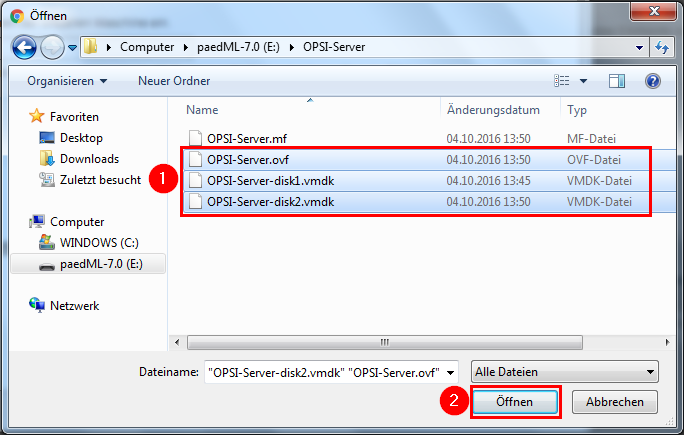 Öffnen
Computer paedML-7.0 (E:) OPSI-Server
Organisieren Neuer Ordner
Name Änderungsdatum Typ
Favoriten
Desktop
Downloads
Zuletzt besucht
Computer
WINDOWS (C:)
paedML-7.0 (E:)
Netzwerk
OPSI-Server.mf 04.10.2016 13:50 MF-Datei
OPSI-Server.ovf 04.10.2016 13:50 OVF-Datei
1
OPSI-Server-disk1.vmdk 04.10.2016 13:45 VMDK-Datei
OPSI-Server-disk2.vmdk 04.10.2016 13:50 VMDK-Datei
Dateiname: "OPSI-Server-disk2.vmdk" "OPSI-Server.ovf" Alle Dateien
2 Öffnen Abbrechen